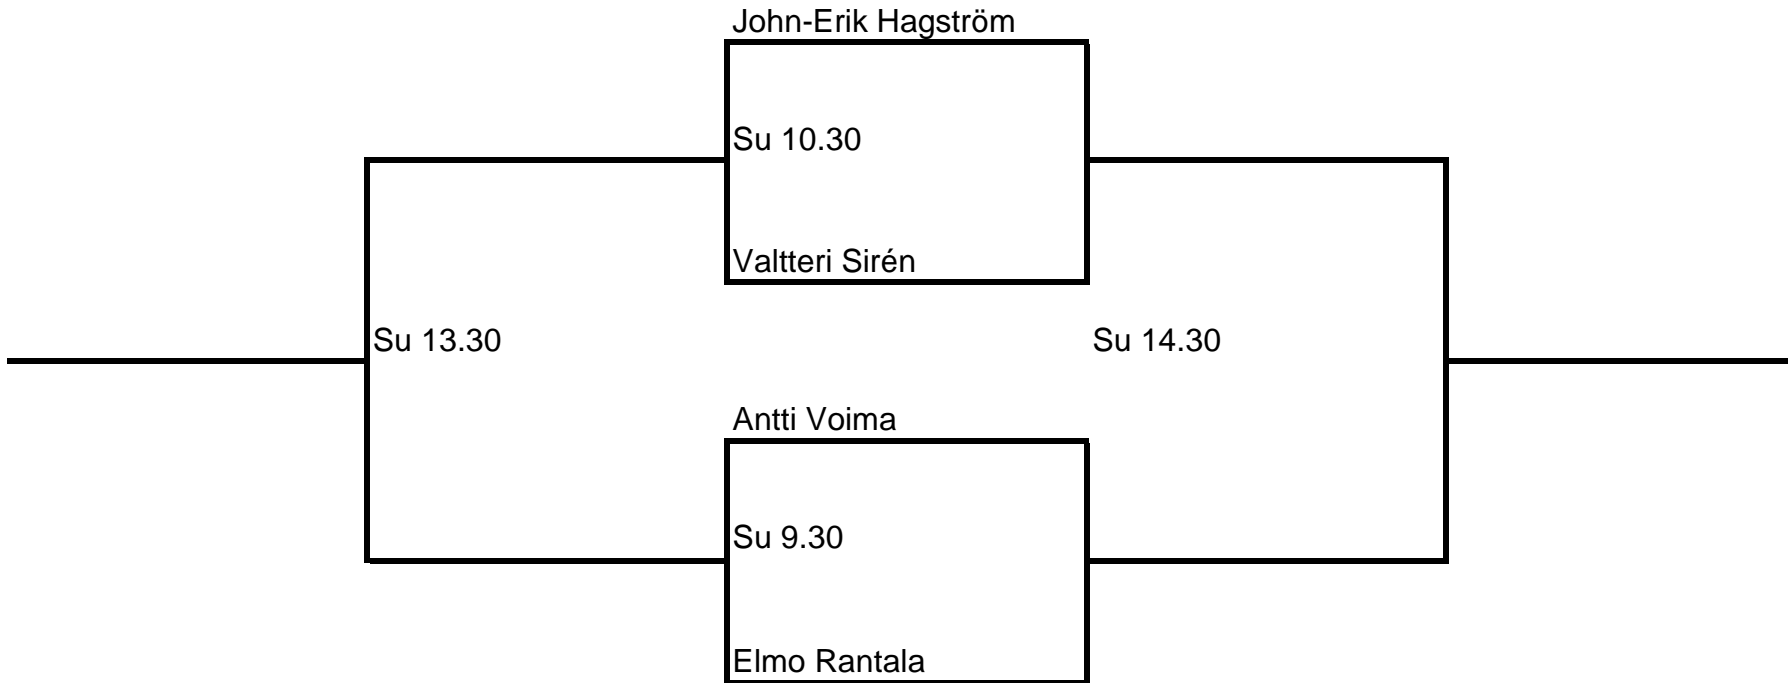 John-Erik Hagström
Su 10.30
Valtteri Sirén
Su 13.30
Su 14.30
Antti Voima
Su 9.30
Elmo Rantala